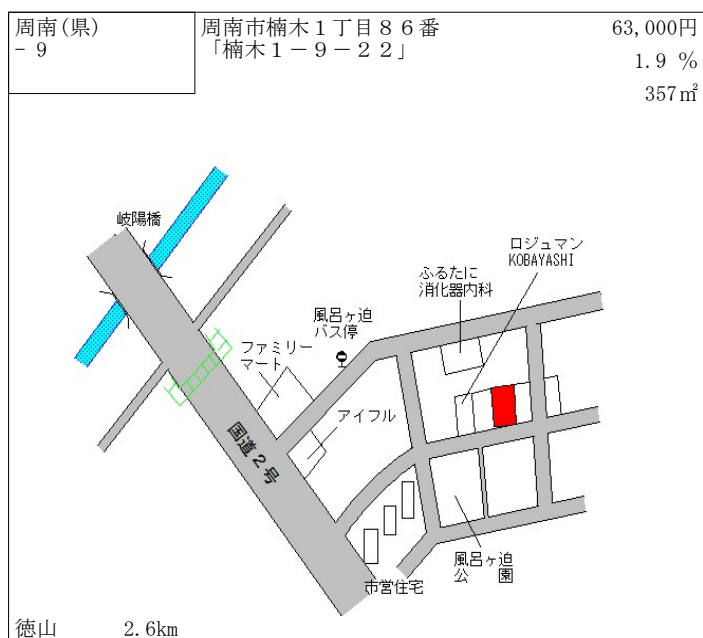 周南(県)
- 9
周南市楠木１丁目８６番
「楠木１－９－２２」
63,000円
1.9 %
357㎡
岐陽橋
ロジュマン
KOBAYASHI
ふるたに
消化器内科
風呂ヶ迫
バス停
ファミリー
マート
アイフル
国道２号
風呂ヶ迫
公　園
市営住宅
徳山 2.6km